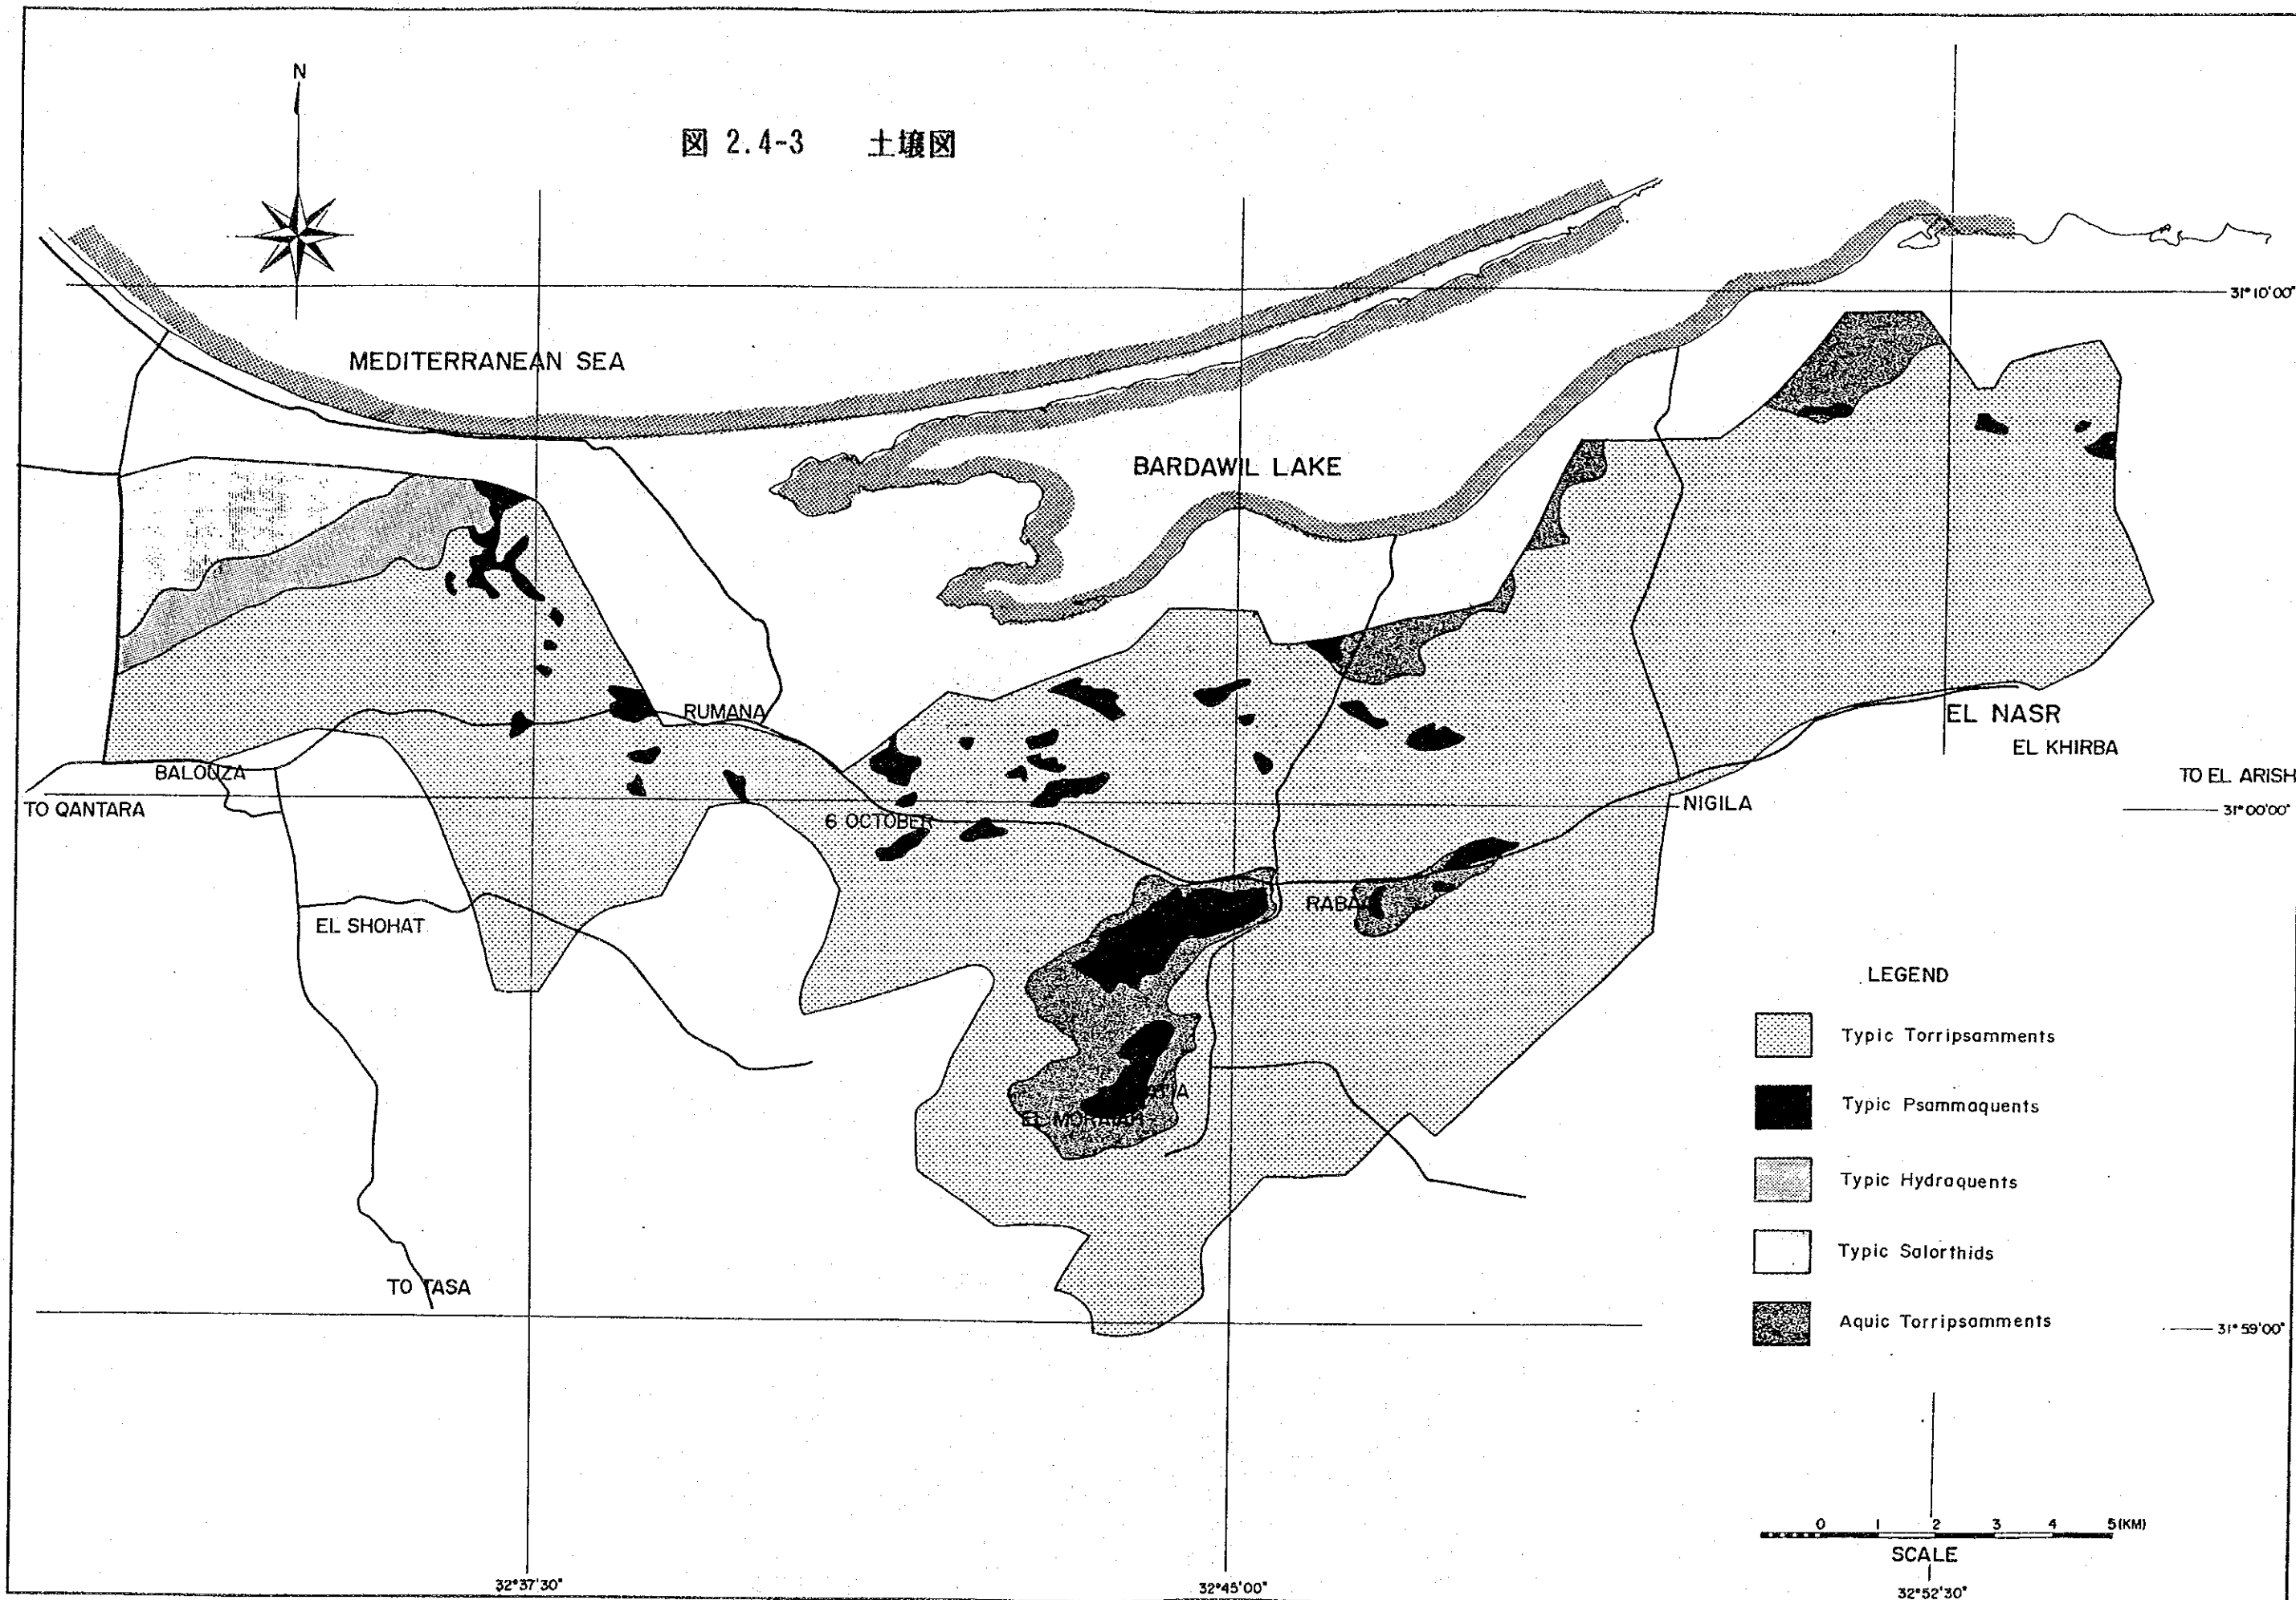 N
図 2.4-3 土壌図
31°10'00"
MEDITERRANEAN SEA
BARDAWIL LAKE
RUMANA
EL NASR
EL KHIRBA
BALOUZA
TO EL ARISH
TO QANTARA
NIGILA
31°00'00"
6 OCTOBER
RABAA
EL SHOHAT
LEGEND
Typic Torripsamments
Typic Psammaquents
Typic Hydraquents
Typic Salorthids
Aquic Torripsamments
TO TASA
31°59'00"
0 1 2 3 4 5(KM)
SCALE
32°37'30"
32°45'00"
32°52'30"